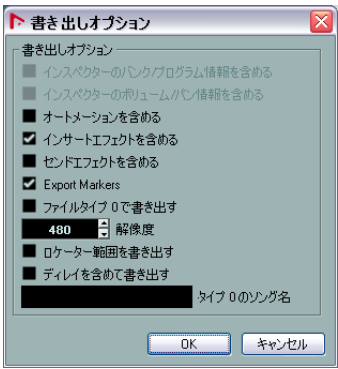 書き出しオプション
書き出しオプション
インスペクターのバンク/プログラム情報を含める
インスペクターのボリューム/パン情報を含める
オートメーションを含める
インサートエフェクトを含める
センドエフェクトを含める
Export Markers
ファイルタイプ 0 で書き出す
480 解像度
ロケーター範囲を書き出す
ディレイを含めて書き出す
タイプ 0 のソング名
OK キャンセル